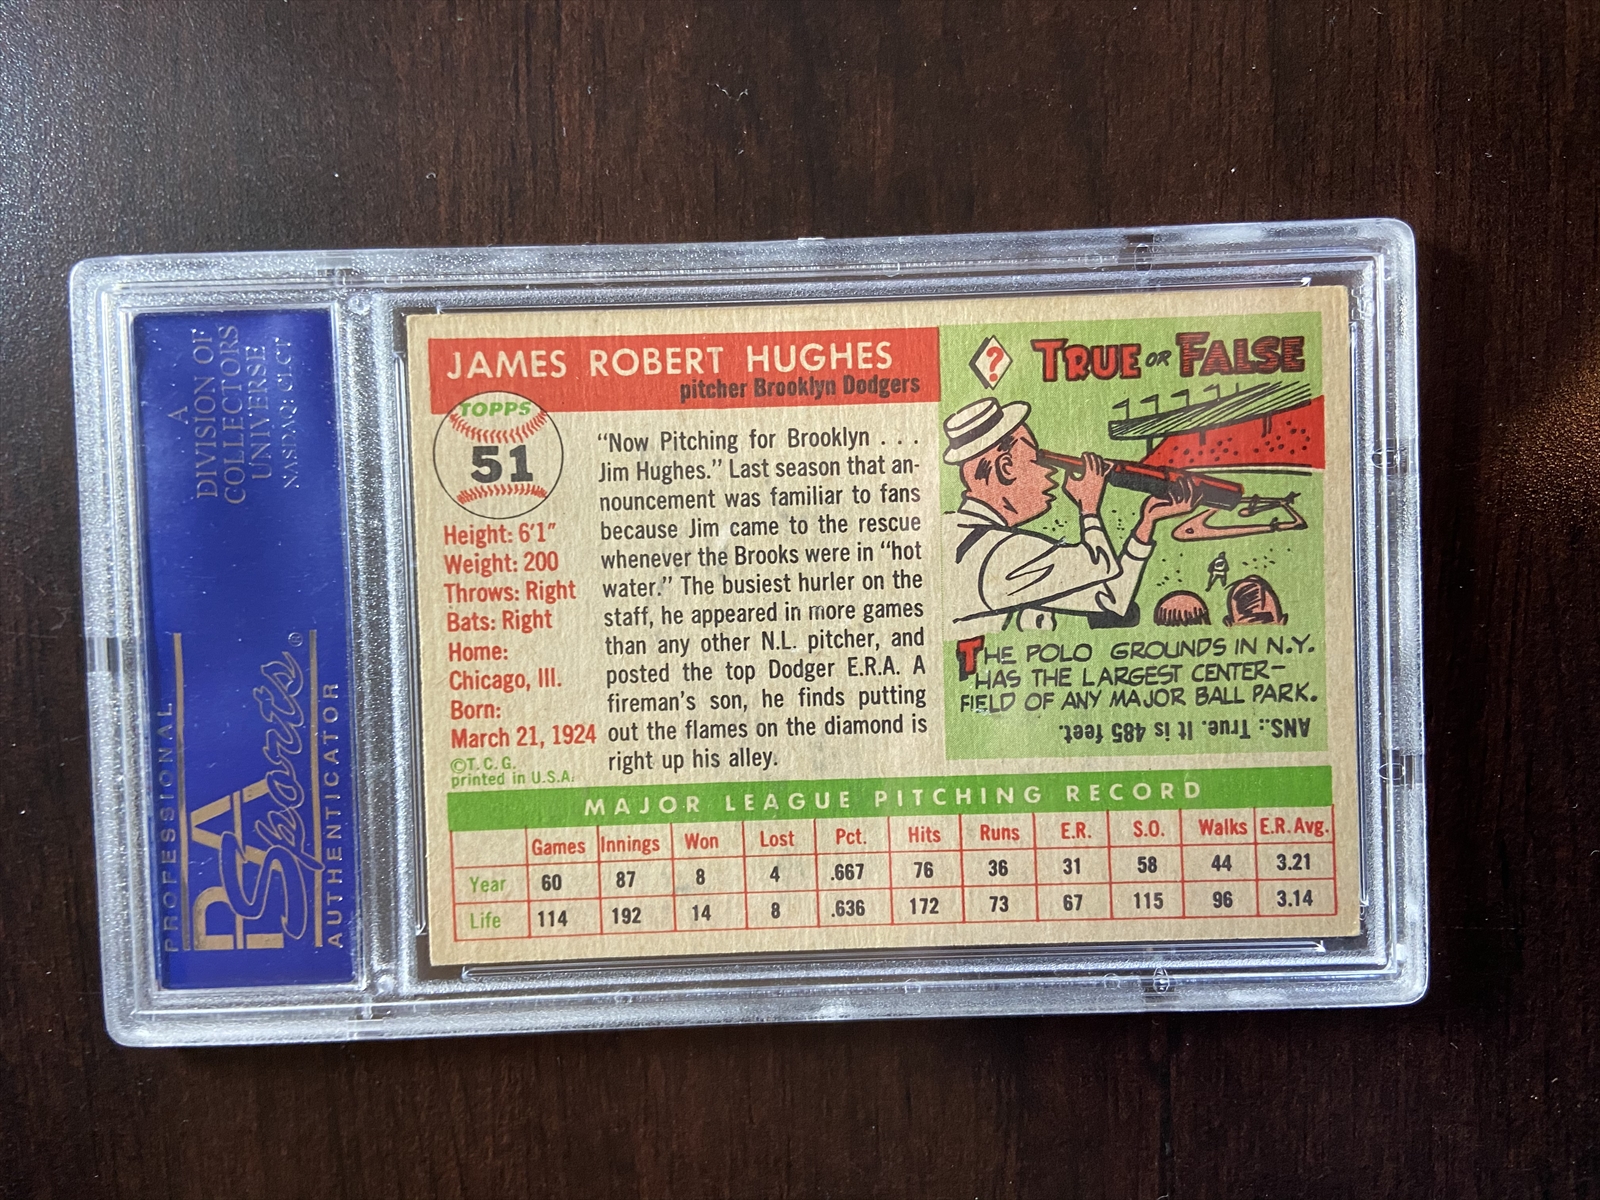 A
DIVISION OF
COLLECTORS
UNIVERSE
NASDAQ: CLCT
PROFESSIONAL
PSA
Sports®
AUTHENTICATOR
JAMES ROBERT HUGHES
pitcher Brooklyn Dodgers
TOPPS
51
Height: 6'1"
Weight: 200
Throws: Right
Bats: Right
Home:
Chicago, Ill.
Born:
March 21, 1924
©T.C.G.
printed in U.S.A.
"Now Pitching for Brooklyn . . .
Jim Hughes." Last season that an-
nouncement was familiar to fans
because Jim came to the rescue
whenever the Brooks were in "hot
water." The busiest hurler on the
staff, he appeared in more games
than any other N.L. pitcher, and
posted the top Dodger E.R.A. A
fireman's son, he finds putting
out the flames on the diamond is
right up his alley.
? TRUE OR FALSE
THE POLO GROUNDS IN N.Y.
HAS THE LARGEST CENTER-
FIELD OF ANY MAJOR BALL PARK.
ANS.: True. It is 485 feet.
MAJOR LEAGUE PITCHING RECORD
Games Innings Won Lost Pct. Hits Runs E.R. S.O. Walks E.R. Avg.
Year 60 87 8 4 .667 76 36 31 58 44 3.21
Life 114 192 14 8 .636 172 73 67 115 96 3.14